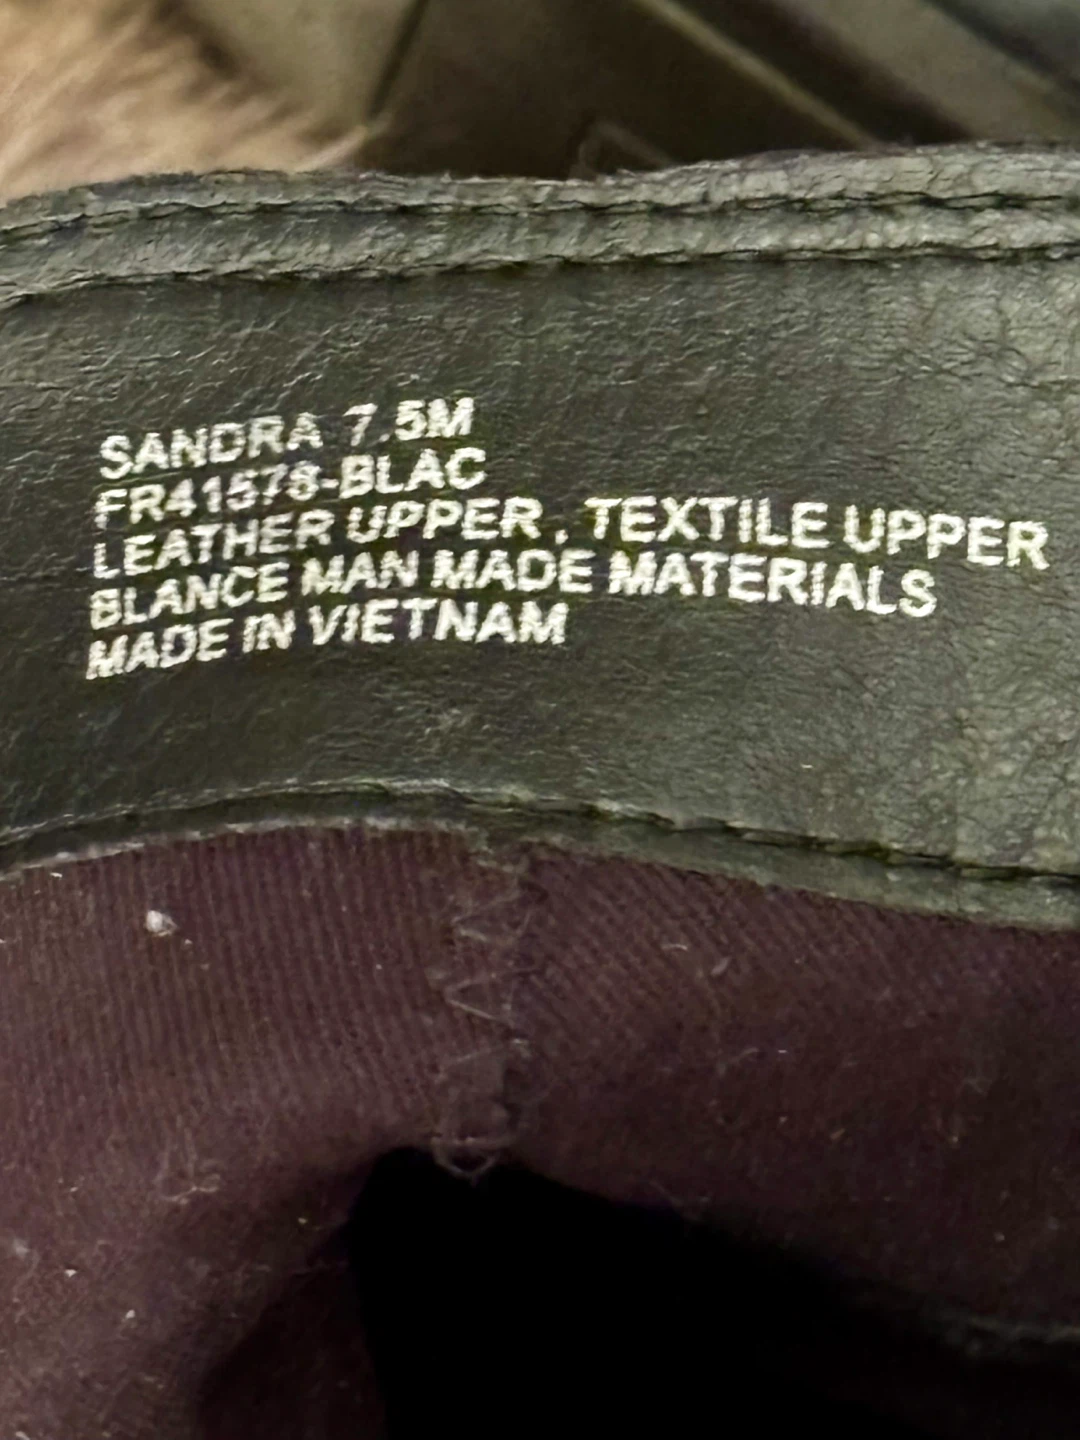 SANDRA 7.5M
FR41578-BLAC
LEATHER UPPER , TEXTILE UPPER
BLANCE MAN MADE MATERIALS
MADE IN VIETNAM